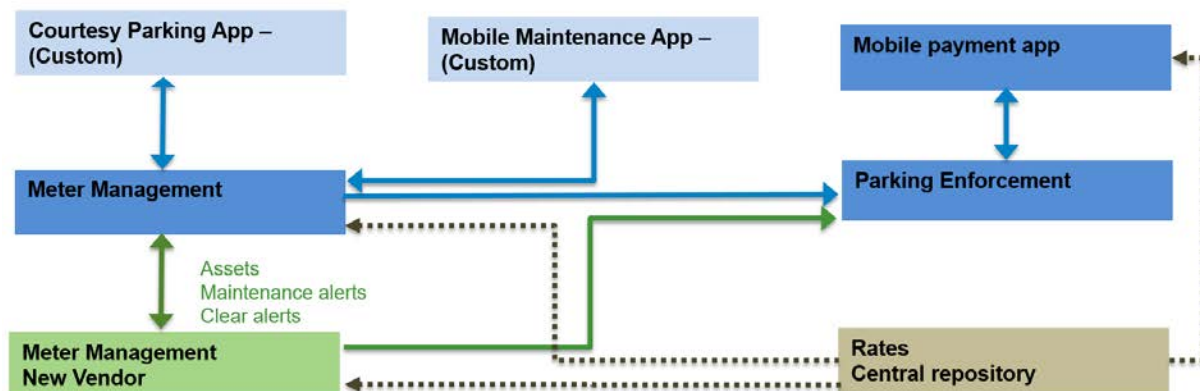 Courtesy Parking App –
(Custom)
Mobile Maintenance App –
(Custom)
Mobile payment app
Meter Management
Parking Enforcement
Assets
Maintenance alerts
Clear alerts
Meter Management
New Vendor
Rates
Central repository